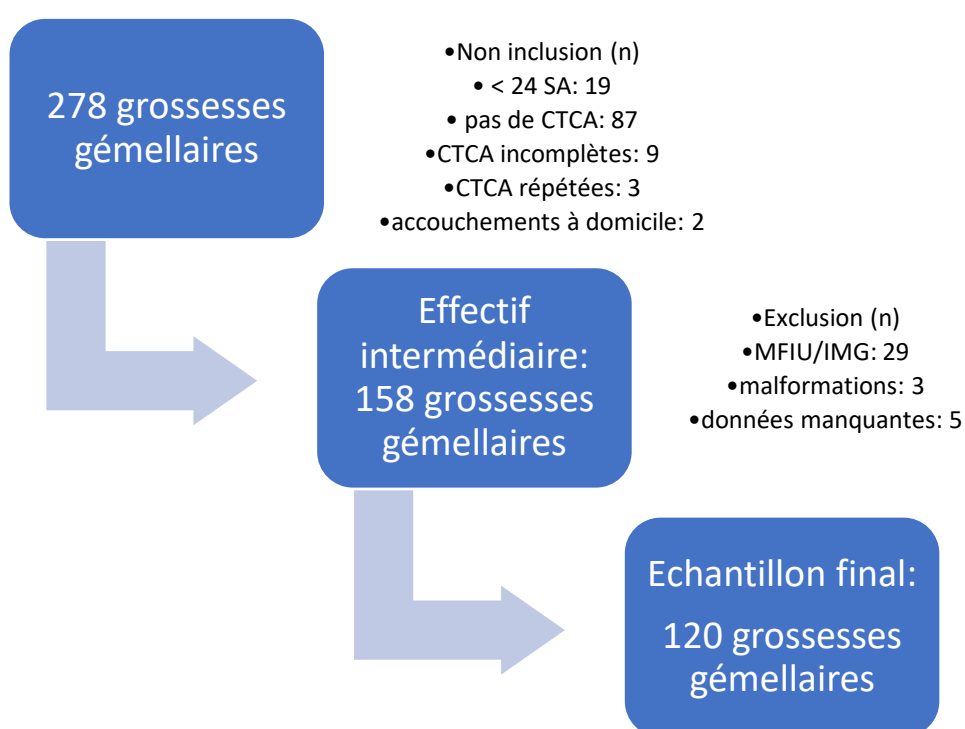 278 grossesses
gémellaires
•Non inclusion (n)
• < 24 SA: 19
• pas de CTCA: 87
•CTCA incomplètes: 9
•CTCA répétées: 3
•accouchements à domicile: 2
Effectif
intermédiaire:
158 grossesses
gémellaires
•Exclusion (n)
•MFIU/IMG: 29
•malformations: 3
•données manquantes: 5
Echantillon final:
120 grossesses
gémellaires